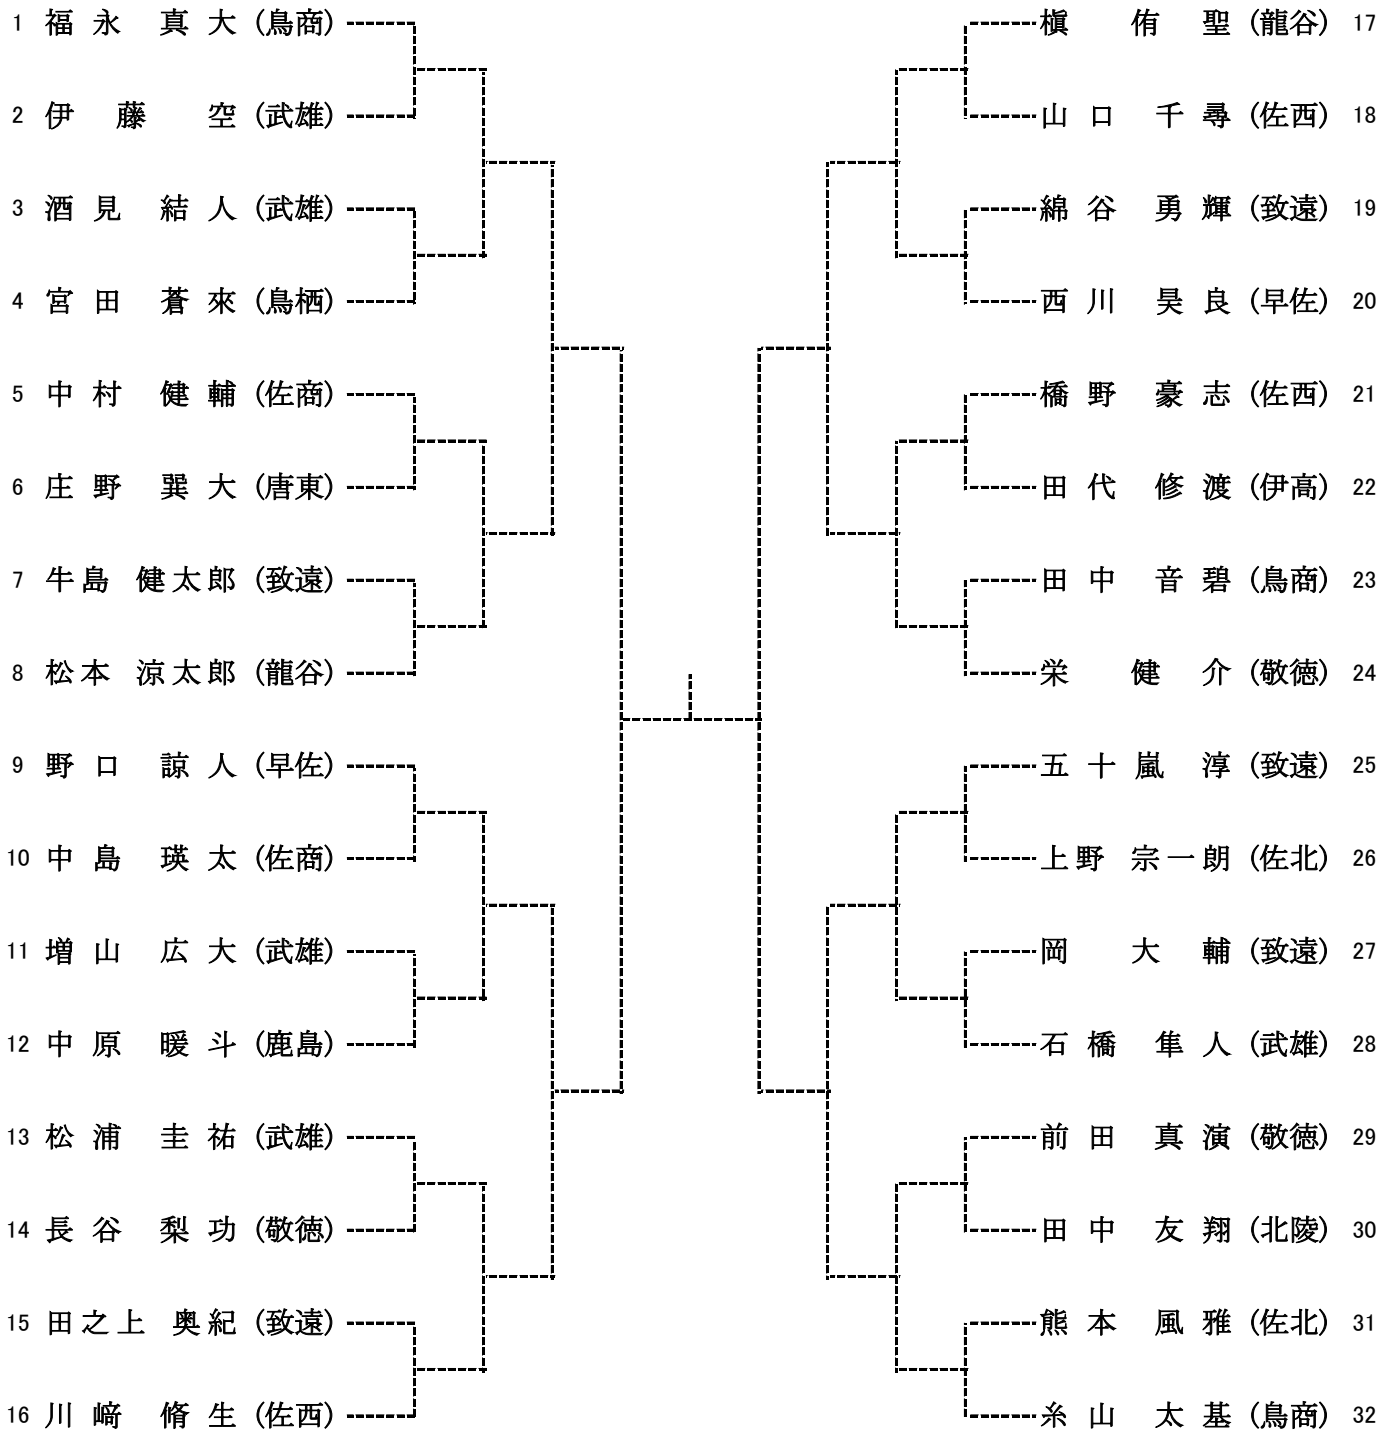 1 福永 真大 (鳥商)
2 伊藤 空 (武雄)
3 酒見 結人 (武雄)
4 宮田 蒼來 (鳥栖)
5 中村 健輔 (佐商)
6 庄野 巽大 (唐東)
7 牛島 健太郎 (致遠)
8 松本 涼太郎 (龍谷)
9 野口 諒人 (早佐)
10 中島 瑛太 (佐商)
11 増山 広大 (武雄)
12 中原 暖斗 (鹿島)
13 松浦 圭祐 (武雄)
14 長谷 梨功 (敬徳)
15 田之上 奥紀 (致遠)
16 川﨑 脩生 (佐西)
槇 侑聖 (龍谷) 17
山口 千尋 (佐西) 18
綿谷 勇輝 (致遠) 19
西川 昊良 (早佐) 20
橋野 豪志 (佐西) 21
田代 修渡 (伊高) 22
田中 音碧 (鳥商) 23
栄 健介 (敬徳) 24
五十嵐 淳 (致遠) 25
上野 宗一朗 (佐北) 26
岡 大輔 (致遠) 27
石橋 隼人 (武雄) 28
前田 真演 (敬徳) 29
田中 友翔 (北陵) 30
熊本 風雅 (佐北) 31
糸山 太基 (鳥商) 32